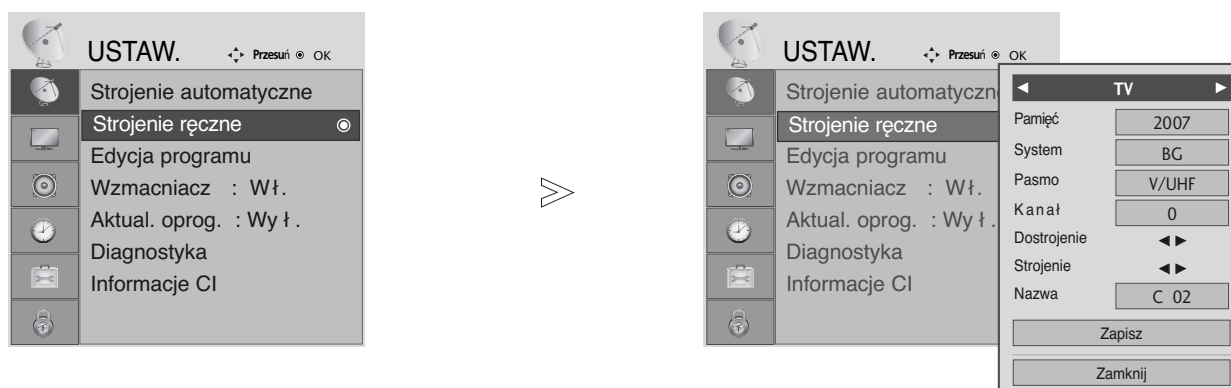 USTAW. Przesuń OK
Strojenie automatyczne
Strojenie ręczne
Edycja programu
Wzmacniacz : Wł.
Aktual. oprog. : Wy ł .
Diagnostyka
Informacje CI
USTAW. Przesuń OK
Strojenie automatyczn
Strojenie ręczne
Edycja programu
Wzmacniacz : Wł.
Aktual. oprog. : Wy ł .
Diagnostyka
Informacje CI
◄ TV ►
Pamięć 2007
System BG
Pasmo V/UHF
Kanał 0
Dostrojenie ◄ ►
Strojenie ◄ ►
Nazwa C 02
Zapisz
Zamknij